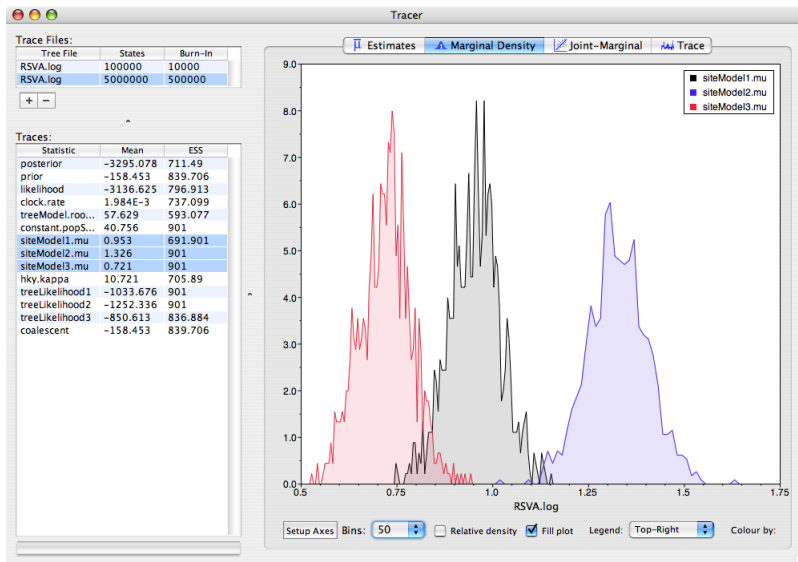 Tracer
Trace Files:
Tree File States Burn-In
RSVA.log 100000 10000
RSVA.log 5000000 500000
+ −
Traces:
Statistic Mean ESS
posterior -3295.078 711.49
prior -158.453 839.706
likelihood -3136.625 796.913
clock.rate 1.984E-3 737.099
treeModel.roo... 57.629 593.077
constant.popS... 40.756 901
siteModel1.mu 0.953 691.901
siteModel2.mu 1.326 901
siteModel3.mu 0.721 901
hky.kappa 10.721 705.89
treeLikelihood1 -1033.676 901
treeLikelihood2 -1252.336 901
treeLikelihood3 -850.613 836.884
coalescent -158.453 839.706
Estimates Marginal Density Joint-Marginal Trace
siteModel1.mu
siteModel2.mu
siteModel3.mu
9.0
8.0
7.0
6.0
5.0
4.0
3.0
2.0
1.0
0.0
0.5 0.75 1.0 1.25 1.5 1.75
RSVA.log
Setup Axes Bins: 50 Relative density Fill plot Legend: Top-Right Colour by: